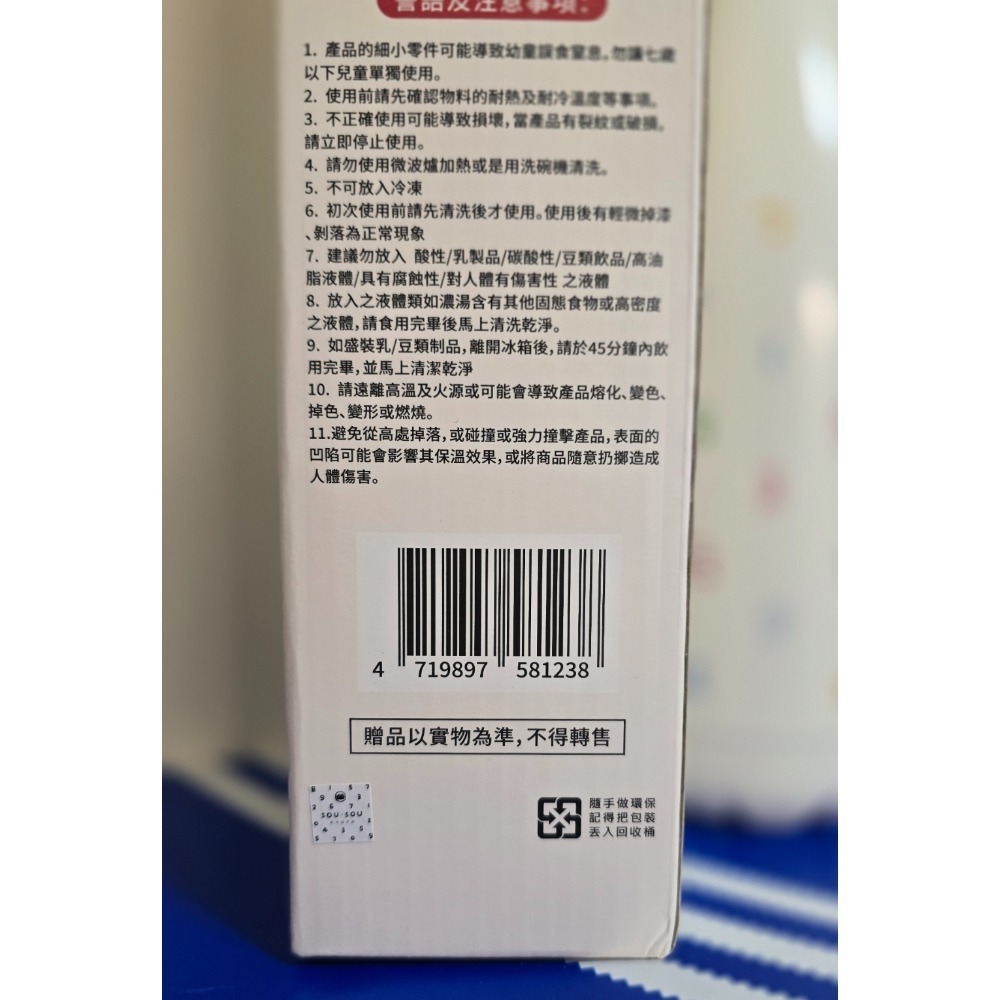 警語及注意事項：
1. 產品的細小零件可能導致幼童誤食窒息。勿讓七歲
以下兒童單獨使用。
2. 使用前請先確認物料的耐熱及耐冷溫度等事項。
3. 不正確使用可能導致損壞，當產品有裂紋或破損，
請立即停止使用。
4. 請勿使用微波爐加熱或是用洗碗機清洗。
5. 不可放入冷凍
6. 初次使用前請先清洗後才使用。使用後有輕微掉漆
、剝落為正常現象
7. 建議勿放入 酸性/乳製品/碳酸性/豆類飲品/高油
脂液體/具有腐蝕性/對人體有傷害性 之液體
8. 放入之液體類如濃湯含有其他固態食物或高密度
之液體，請食用完畢後馬上清洗乾淨。
9. 如盛裝乳/豆類制品，離開冰箱後，請於45分鐘內飲
用完畢，並馬上清潔乾淨
10. 請遠離高溫及火源或可能會導致產品熔化、變色、
掉色、變形或燃燒。
11.避免從高處掉落，或碰撞或強力撞擊產品，表面的
凹陷可能會影響其保溫效果，或將商品隨意扔擲造成
人體傷害。
4 719897 581238
贈品以實物為準，不得轉售
SOU·SOU
隨手做環保
記得把包裝
丟入回收桶